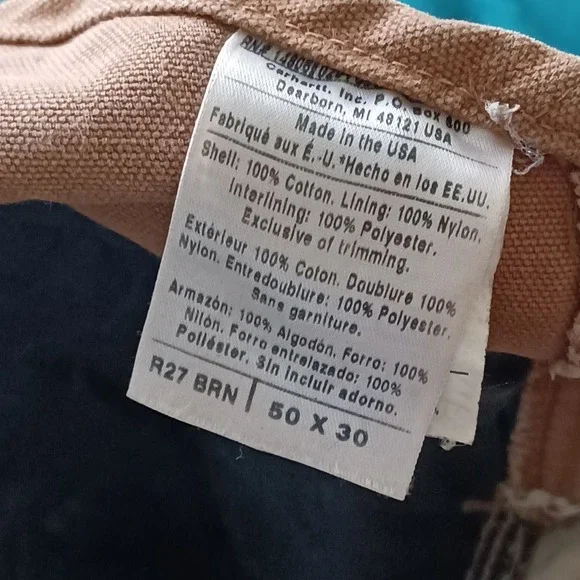 Carhartt, Inc. P.O. Box 600
Dearborn, MI 48121 USA
Made in the USA
Fabriqué aux É.-U.*Hecho en los EE.UU.
Shell: 100% Cotton. Lining: 100% Nylon.
Interlining: 100% Polyester.
Exclusive of trimming.
Extérieur 100% Coton. Doublure 100%
Nylon. Entredoublure: 100% Polyester.
Sans garniture.
Armazón: 100% Algodón. Forro: 100%
Nilón. Forro entrelazado: 100%
Poliéster. Sin incluir adorno.
R27 BRN | 50 X 30